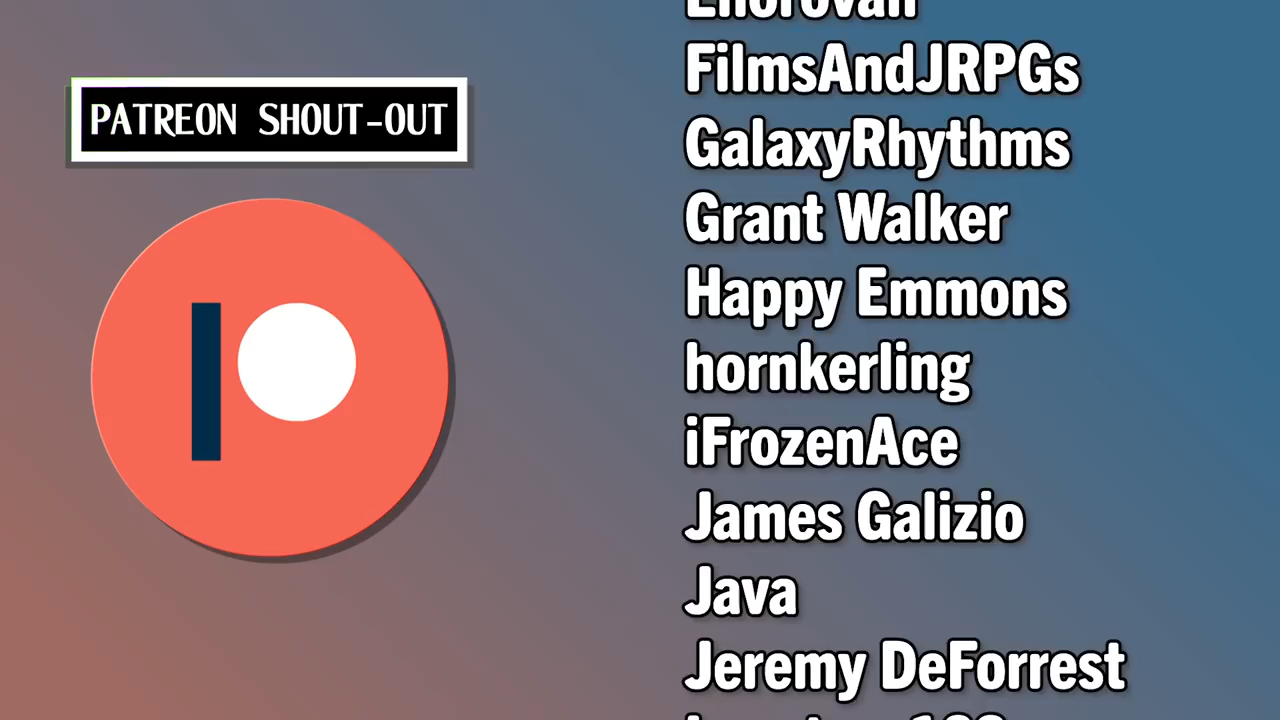 PATREON SHOUT-OUT
FilmsAndJRPGs
GalaxyRhythms
Grant Walker
Happy Emmons
hornkerling
iFrozenAce
James Galizio
Java
Jeremy DeForrest